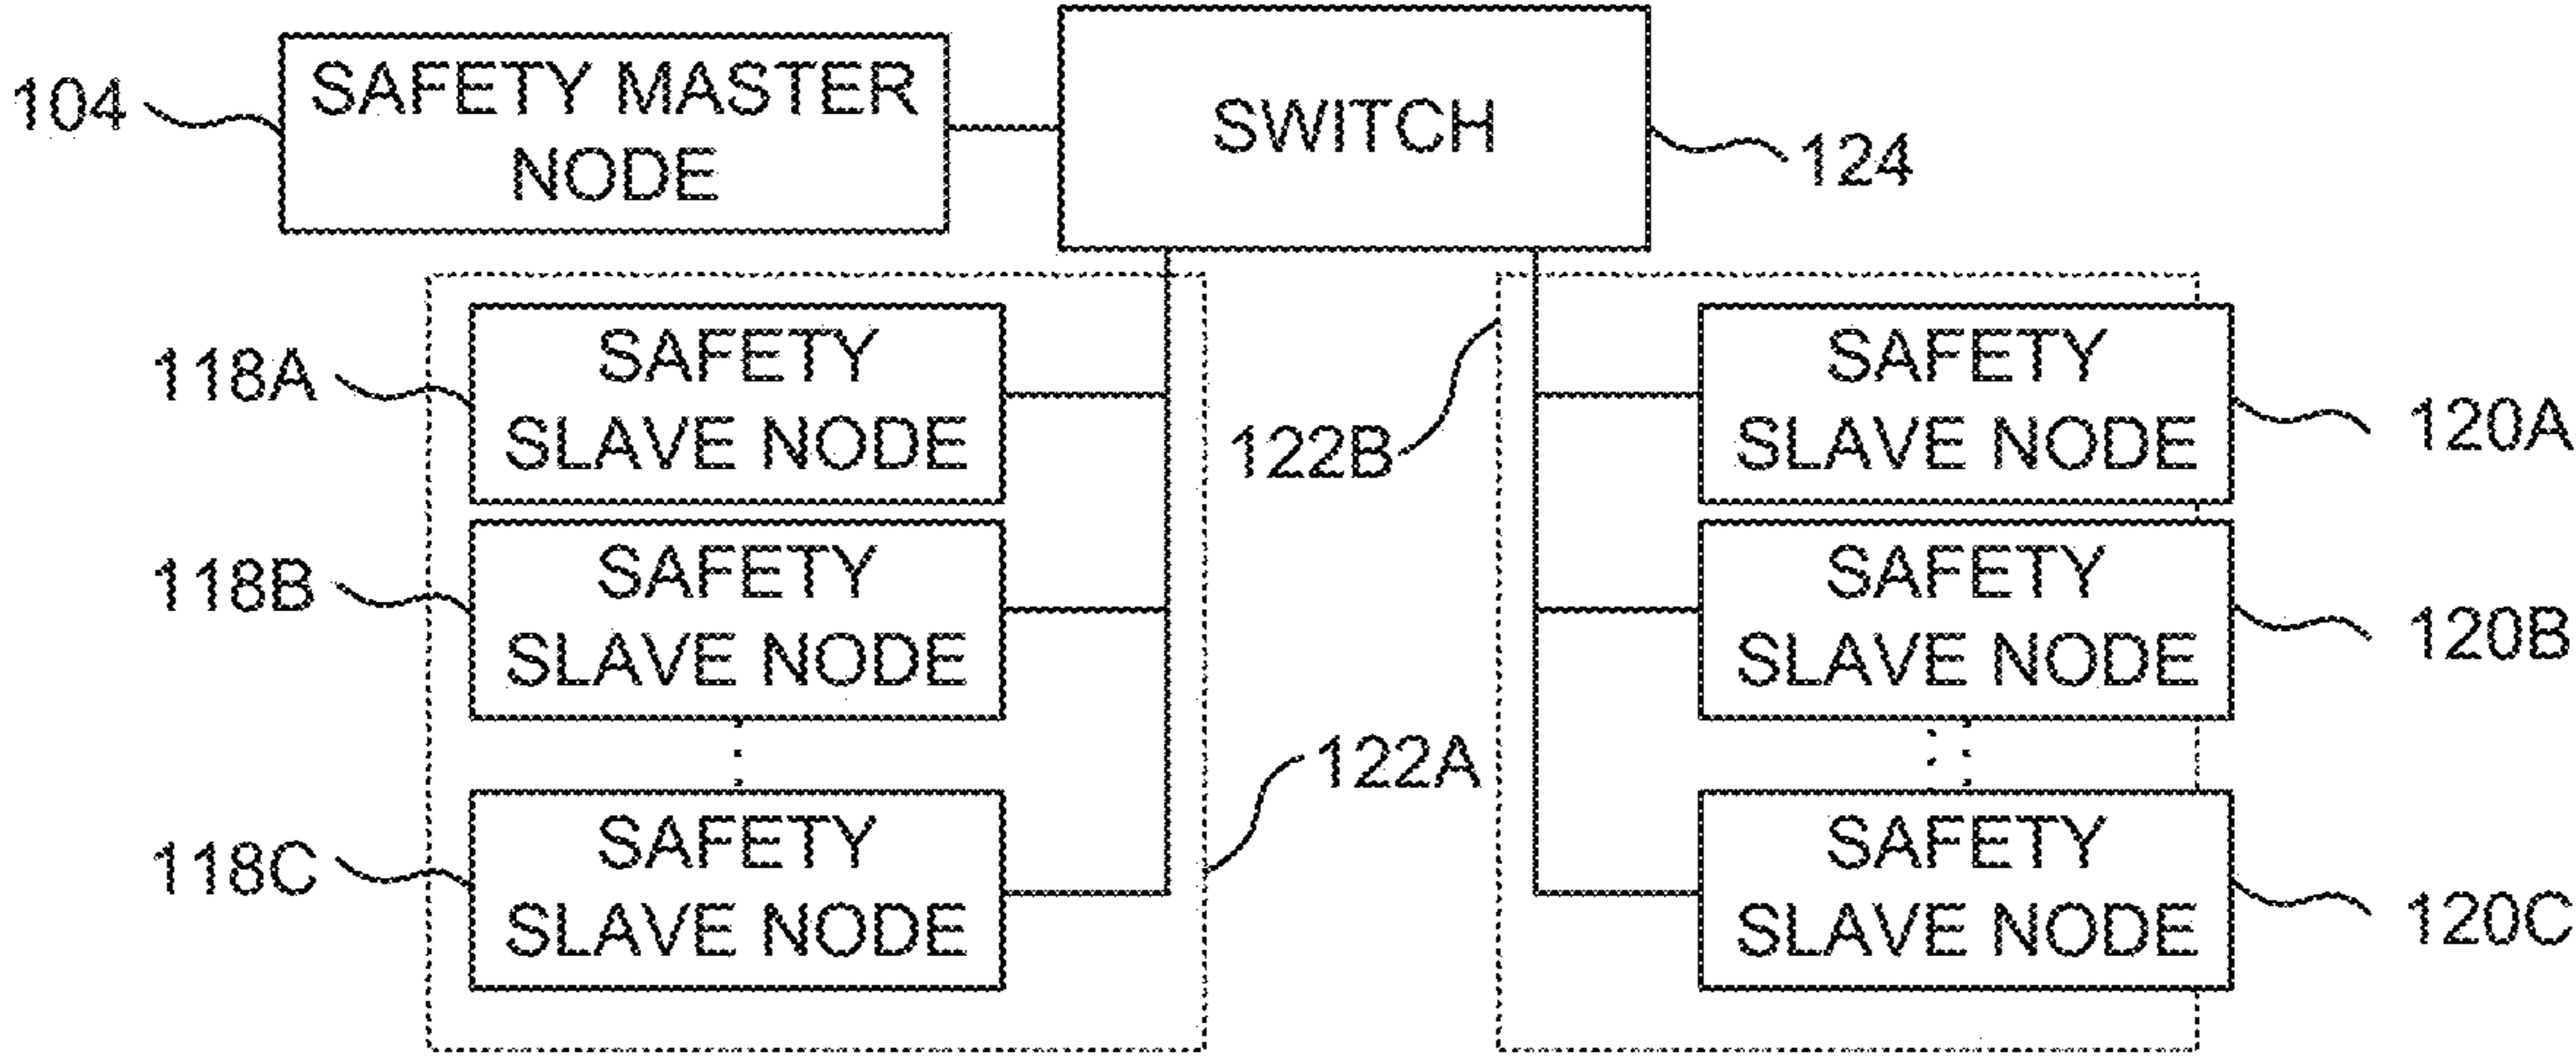 104
SAFETY MASTER
NODE
SWITCH
124
118A
SAFETY
SLAVE NODE
118B
SAFETY
SLAVE NODE
118C
SAFETY
SLAVE NODE
122A
122B
SAFETY
SLAVE NODE
120A
SAFETY
SLAVE NODE
120B
SAFETY
SLAVE NODE
120C